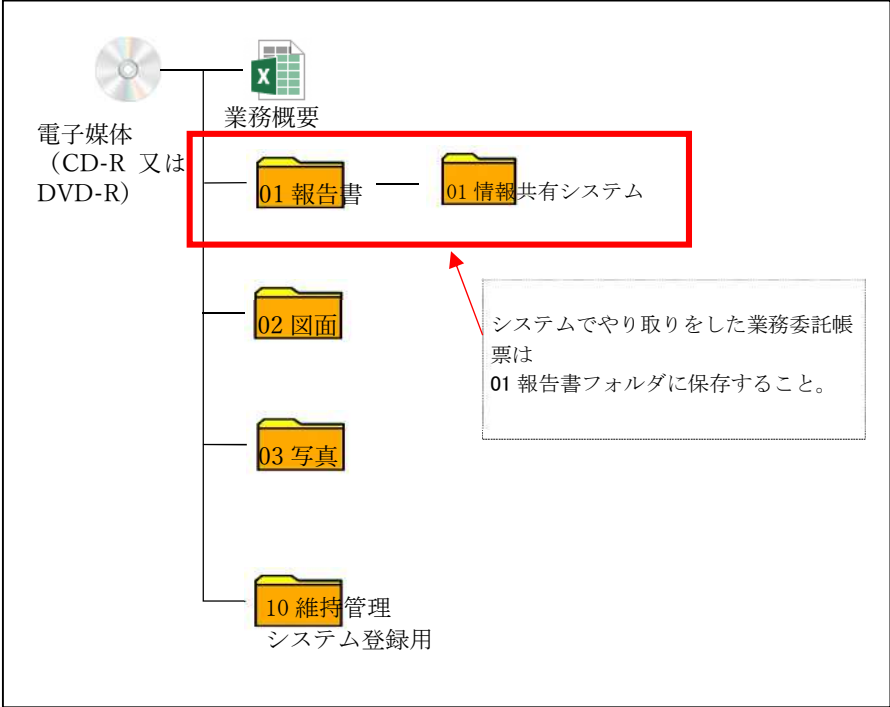 業務概要
電子媒体
（CD-R 又は
DVD-R）
01 報告書
01 情報共有システム
02 図面
システムでやり取りをした業務委託帳
票は
01 報告書フォルダに保存すること。
03 写真
10 維持管理
システム登録用